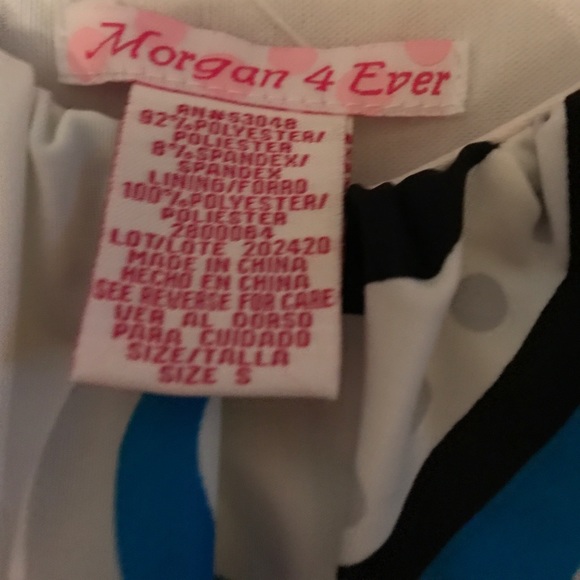 Morgan 4 Ever
RN#53048
92%POLYESTER/
POLIESTER
8%SPANDEX/
SPANDEX
LINING/FORRO
100%POLYESTER/
POLIESTER
2800064
LOT/LOTE 202420
MADE IN CHINA
HECHO EN CHINA
SEE REVERSE FOR CARE
VER AL DORSO
PARA CUIDADO
SIZE/TALLA
SIZE S